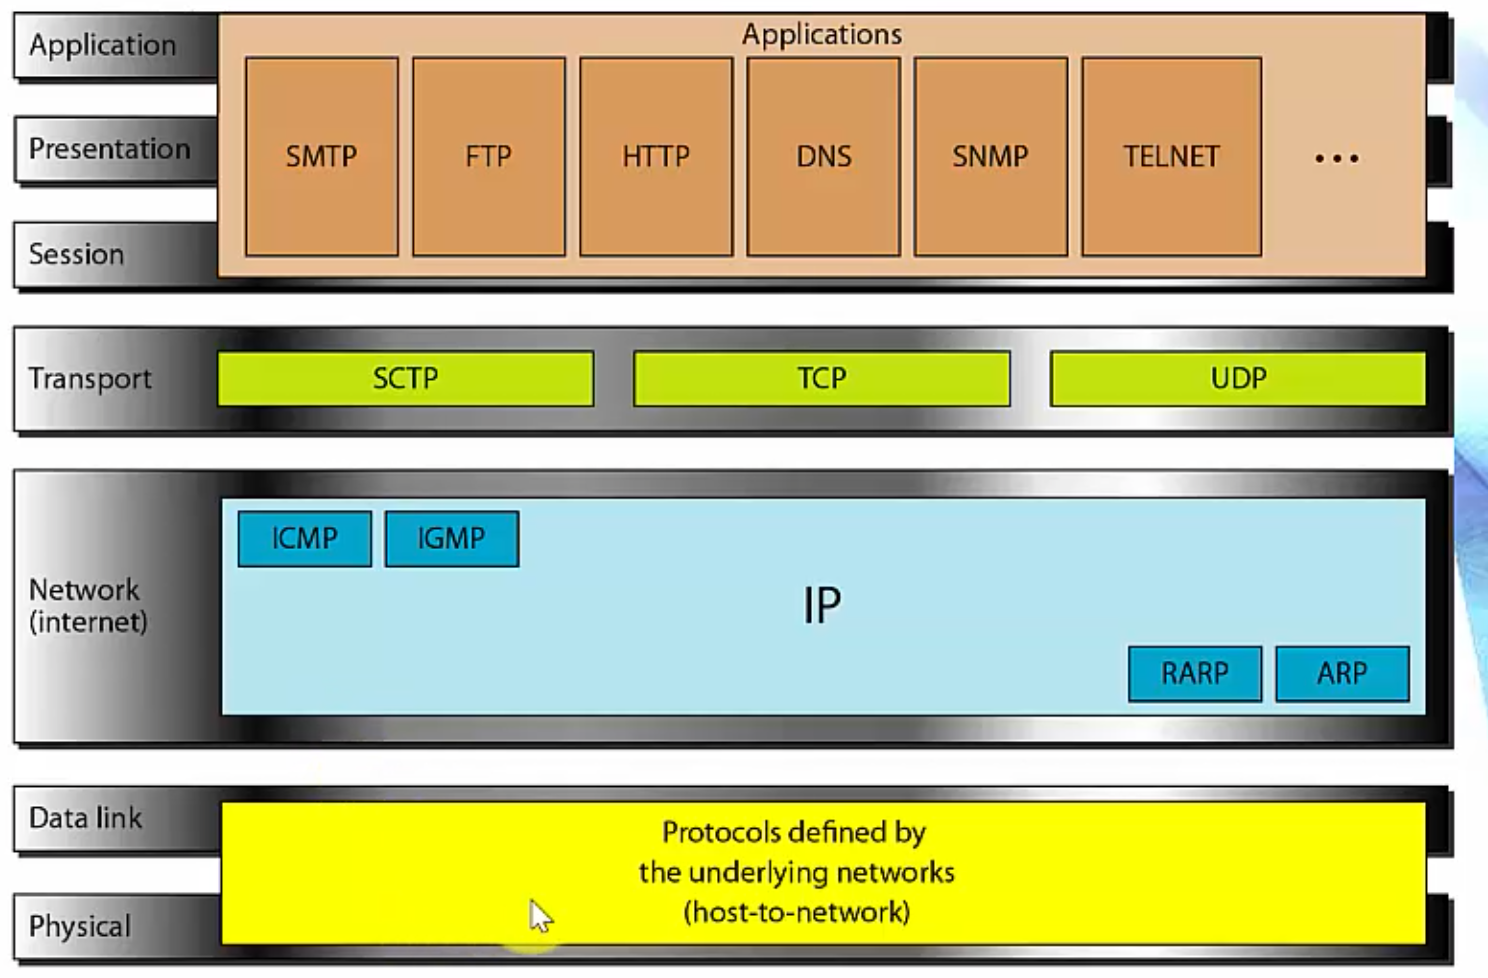 Application
Applications
SMTP
FTP
HTTP
DNS
SNMP
TELNET
...
Presentation
Session
Transport
SCTP
TCP
UDP
Network
(internet)
ICMP
IGMP
IP
RARP
ARP
Data link
Physical
Protocols defined by
the underlying networks
(host-to-network)